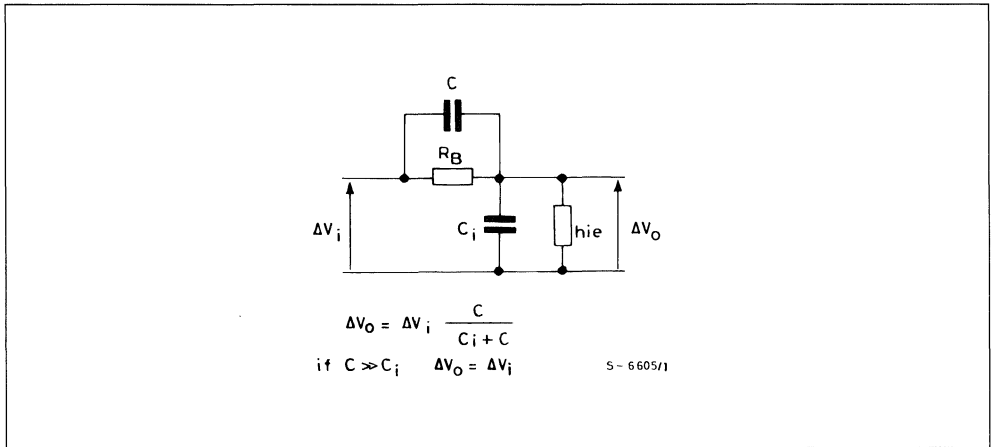 C
R_B
ΔV_i
C_i
hie
ΔV_o
ΔV_o = ΔV_i C / (C_i + C)
if C ≫ C_i ΔV_o = ΔV_i
S - 6605/1